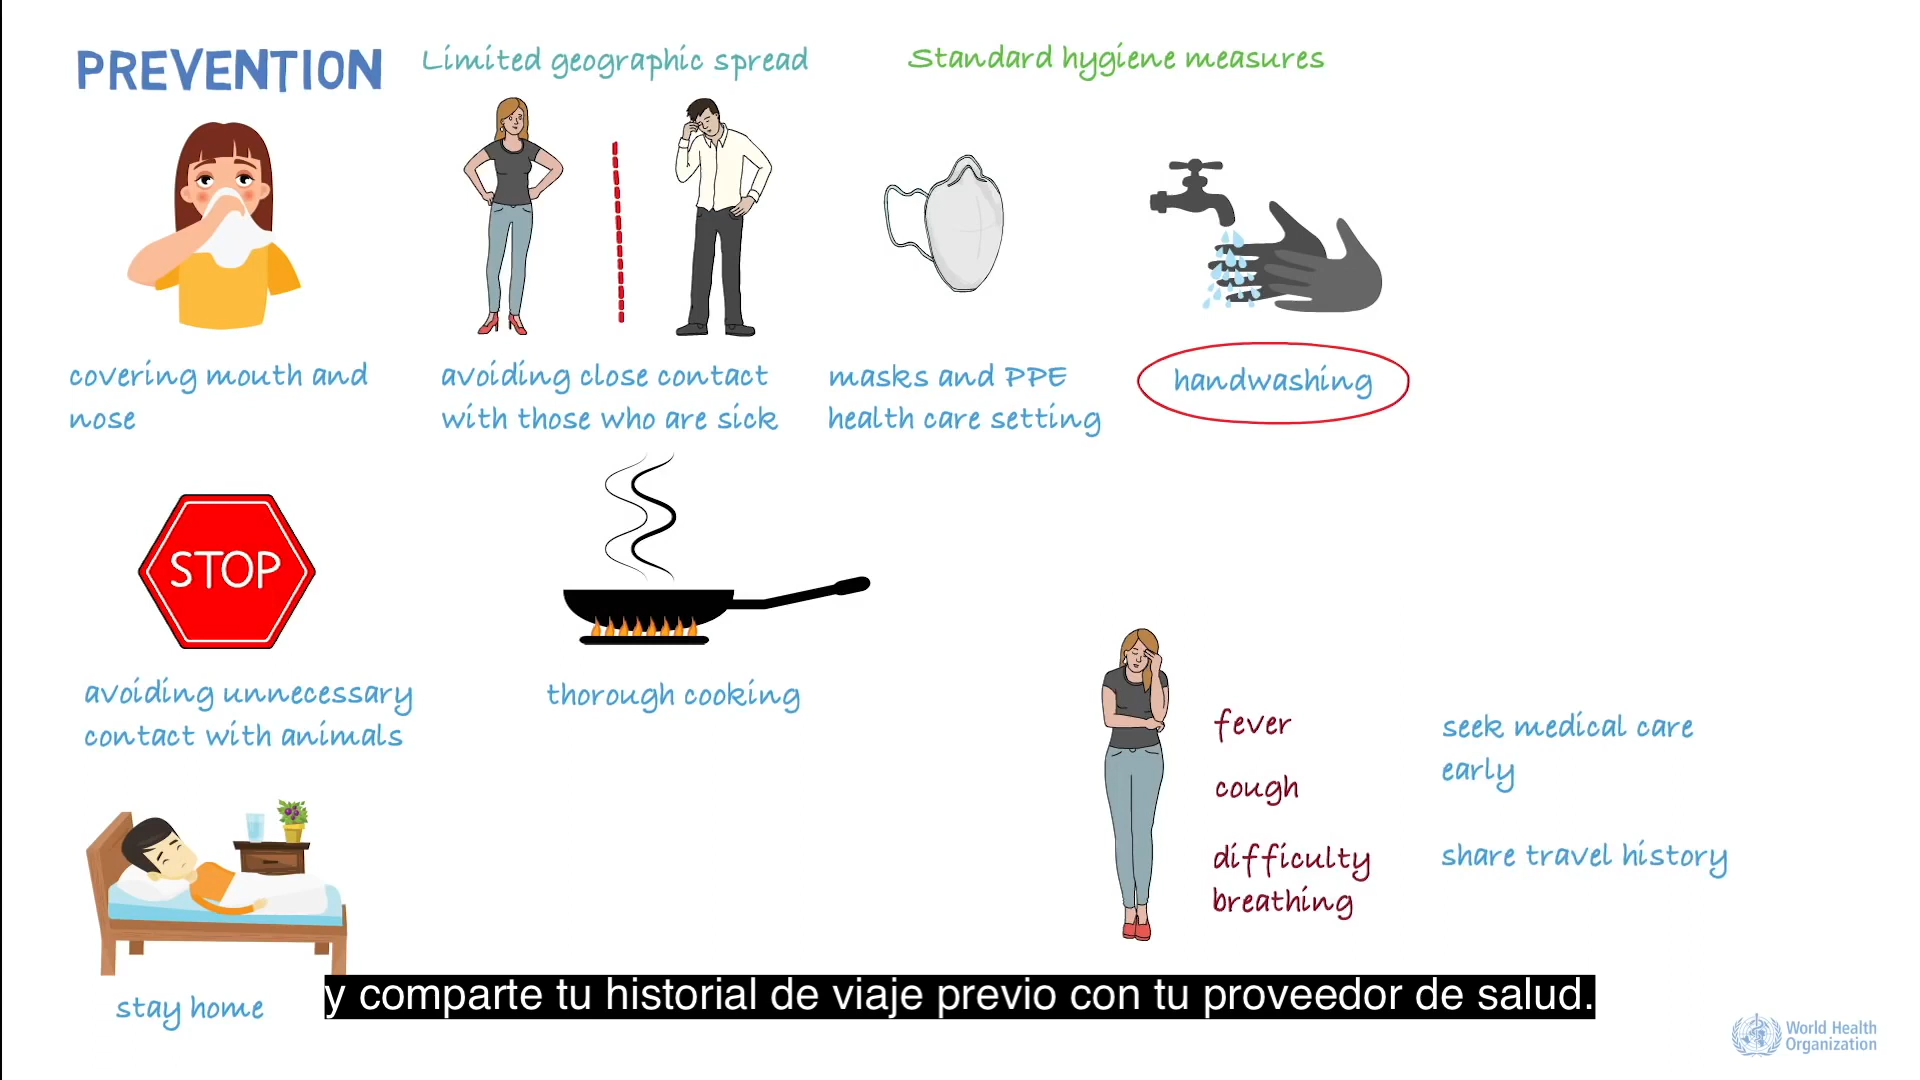 PREVENTION
Limited geographic spread
Standard hygiene measures
covering mouth and
nose
avoiding close contact
with those who are sick
masks and PPE
health care setting
handwashing
STOP
avoiding unnecessary
contact with animals
thorough cooking
fever
cough
difficulty
breathing
seek medical care
early
share travel history
stay home
y comparte tu historial de viaje previo con tu proveedor de salud.
World Health
Organization